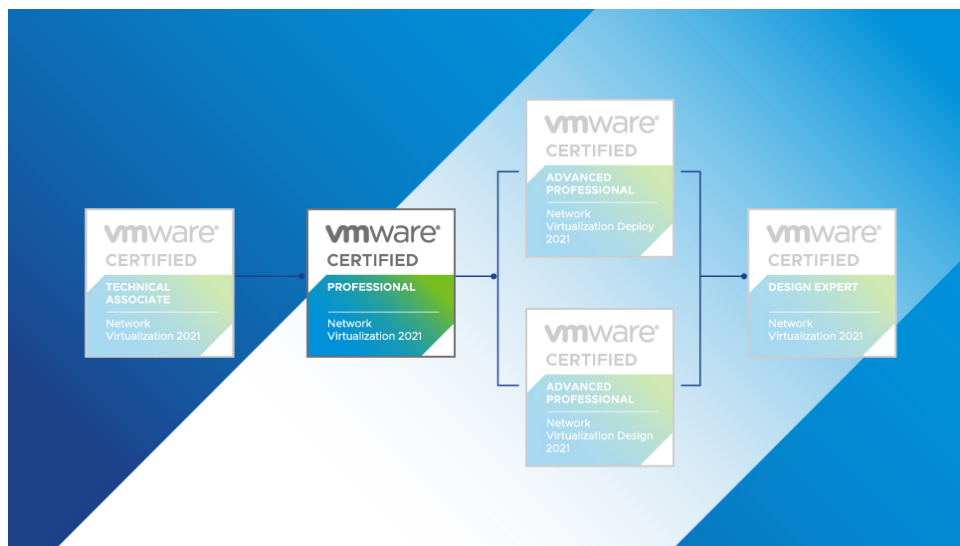 vmware®
CERTIFIED
TECHNICAL
ASSOCIATE
Network
Virtualization 2021
vmware®
CERTIFIED
PROFESSIONAL
Network
Virtualization 2021
vmware®
CERTIFIED
ADVANCED
PROFESSIONAL
Network
Virtualization Deploy
2021
vmware®
CERTIFIED
ADVANCED
PROFESSIONAL
Network
Virtualization Design
2021
vmware®
CERTIFIED
DESIGN EXPERT
Network
Virtualization 2021